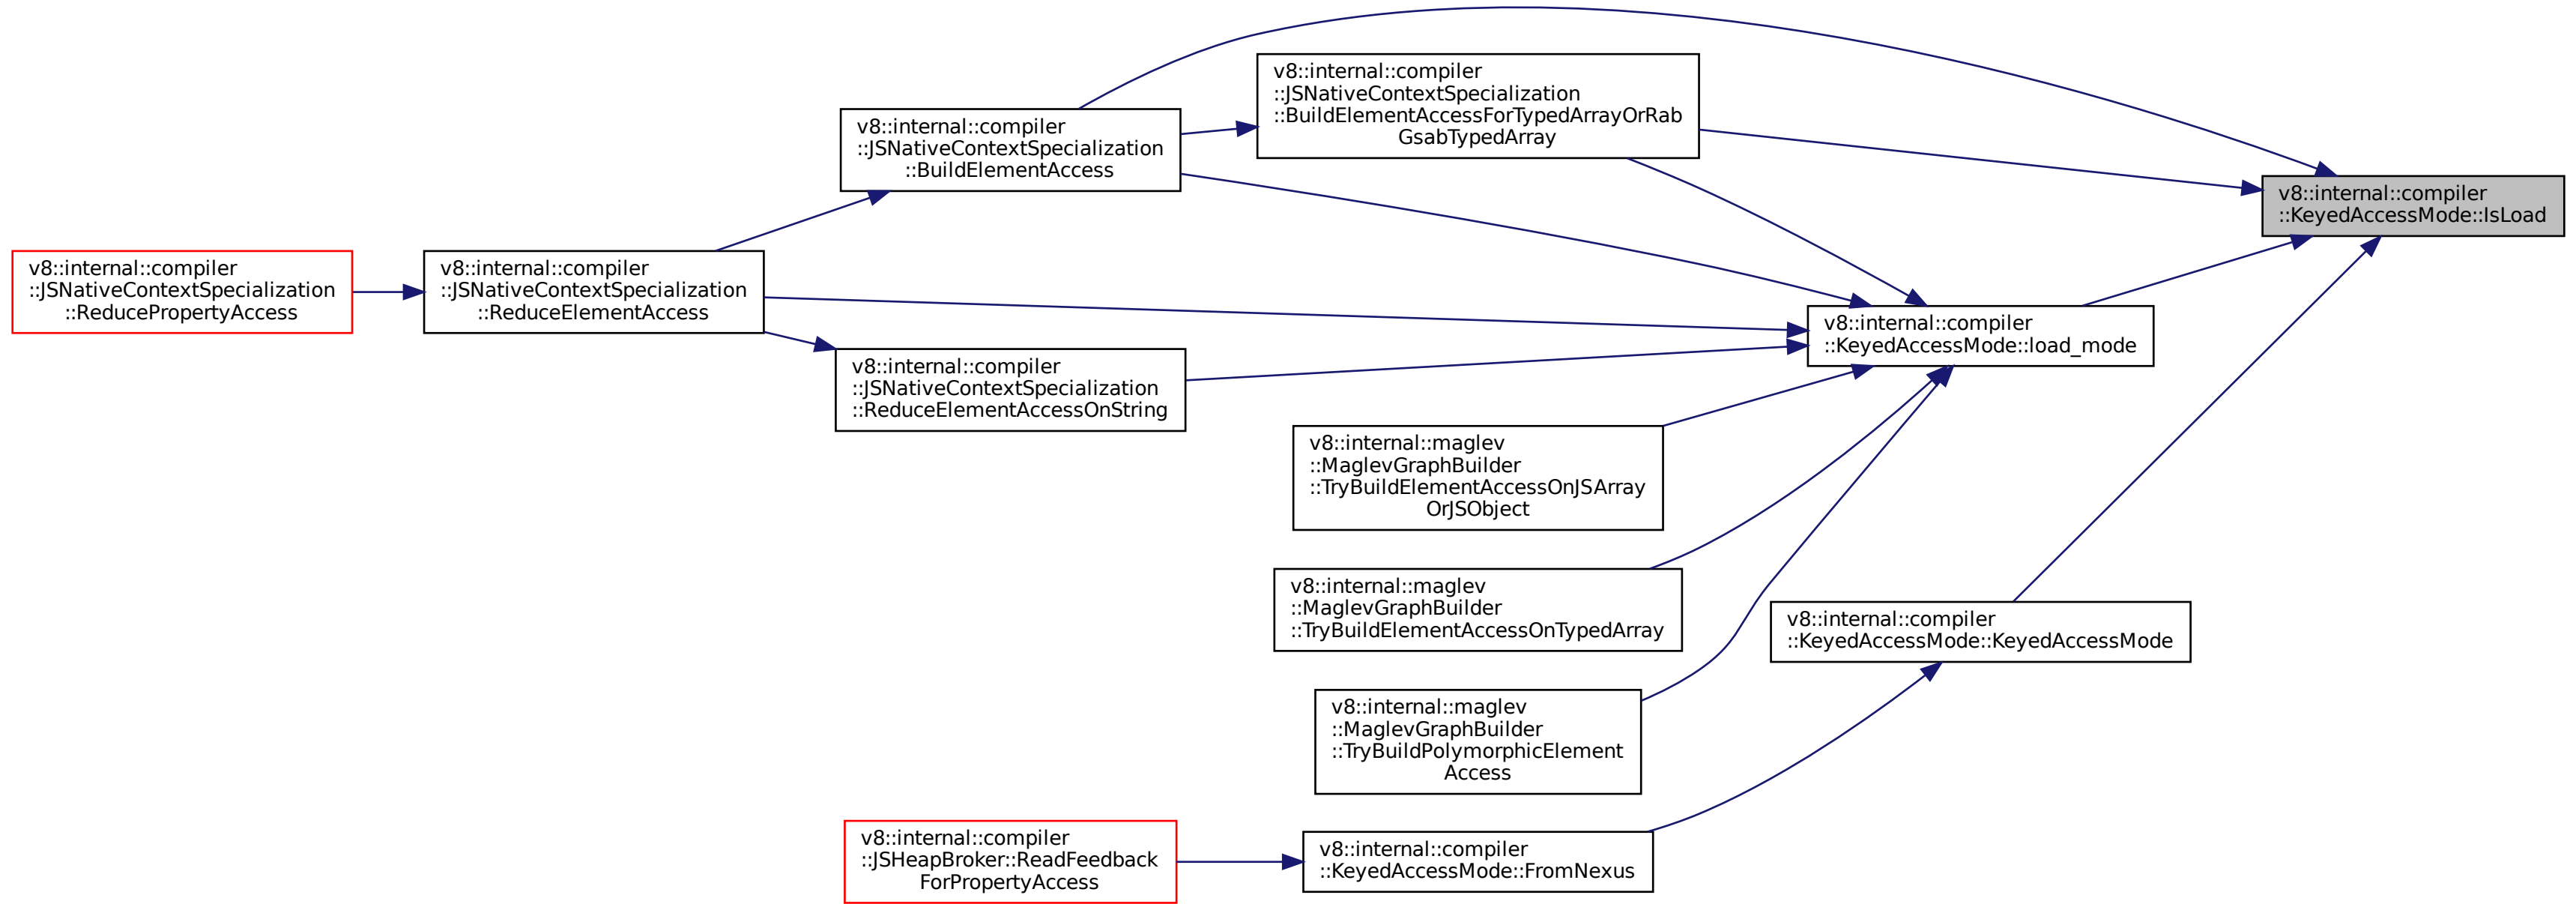 v8::internal::compiler
::JSNativeContextSpecialization
::BuildElementAccessForTypedArrayOrRab
GsabTypedArray
v8::internal::compiler
::JSNativeContextSpecialization
::BuildElementAccess
v8::internal::compiler
::KeyedAccessMode::IsLoad
v8::internal::compiler
::JSNativeContextSpecialization
::ReducePropertyAccess
v8::internal::compiler
::JSNativeContextSpecialization
::ReduceElementAccess
v8::internal::compiler
::KeyedAccessMode::load_mode
v8::internal::compiler
::JSNativeContextSpecialization
::ReduceElementAccessOnString
v8::internal::maglev
::MaglevGraphBuilder
::TryBuildElementAccessOnJSArray
OrJSObject
v8::internal::maglev
::MaglevGraphBuilder
::TryBuildElementAccessOnTypedArray
v8::internal::compiler
::KeyedAccessMode::KeyedAccessMode
v8::internal::maglev
::MaglevGraphBuilder
::TryBuildPolymorphicElement
Access
v8::internal::compiler
::JSHeapBroker::ReadFeedback
ForPropertyAccess
v8::internal::compiler
::KeyedAccessMode::FromNexus